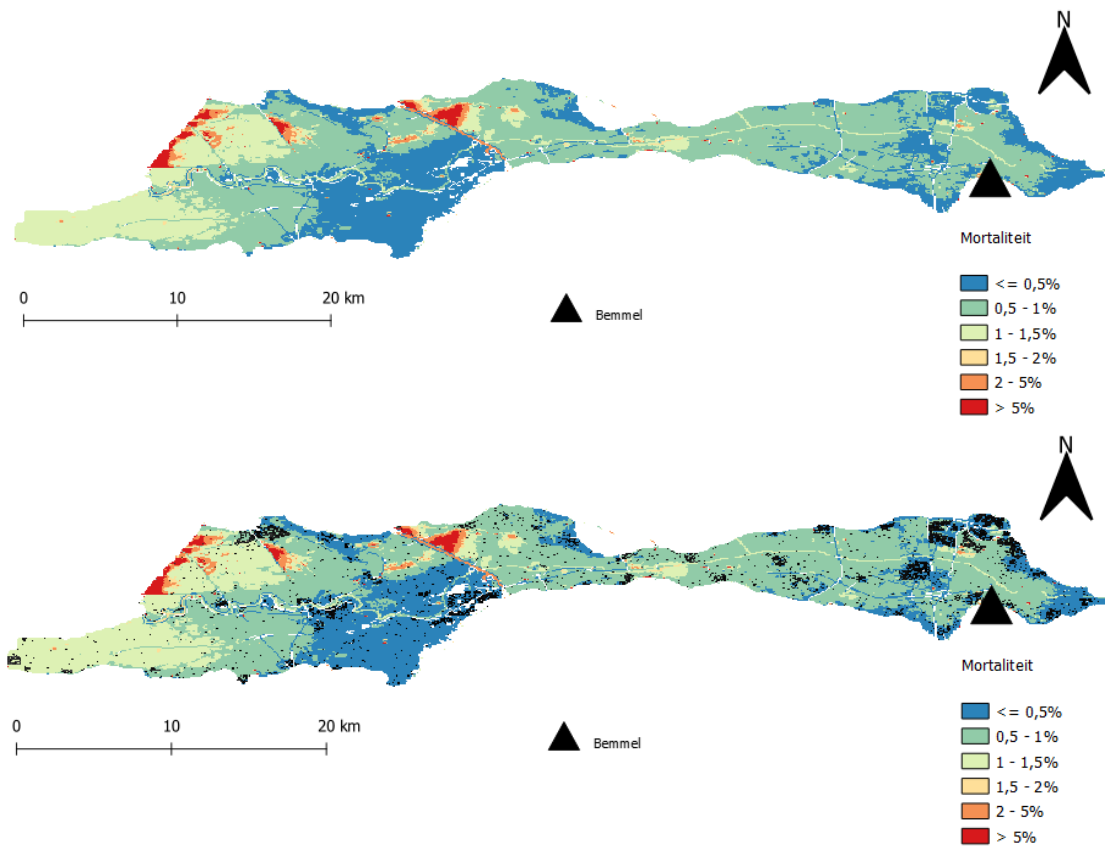 N
Mortaliteit
<= 0,5%
0,5 - 1%
1 - 1,5%
1,5 - 2%
2 - 5%
> 5%
0 10 20 km
Bemmel
N
Mortaliteit
<= 0,5%
0,5 - 1%
1 - 1,5%
1,5 - 2%
2 - 5%
> 5%
0 10 20 km
Bemmel